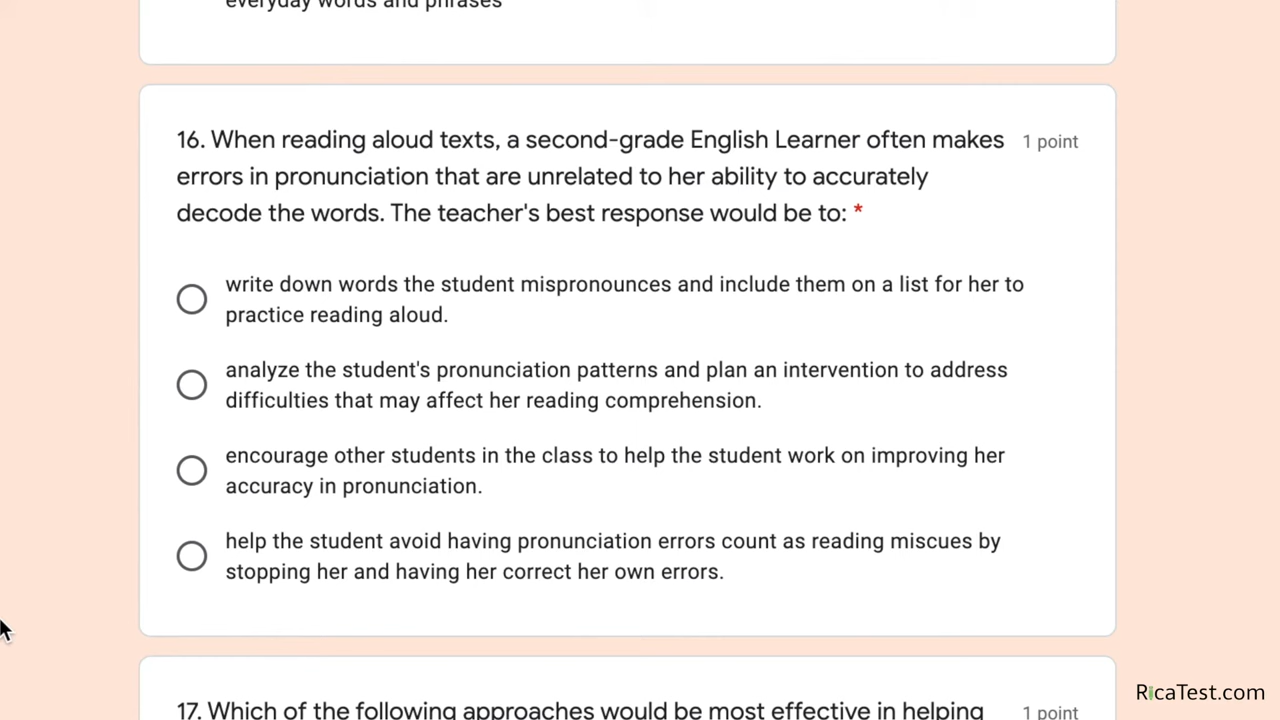 everyday words and phrases
16. When reading aloud texts, a second-grade English Learner often makes
1 point
errors in pronunciation that are unrelated to her ability to accurately
decode the words. The teacher's best response would be to: *
write down words the student mispronounces and include them on a list for her to
practice reading aloud.
analyze the student's pronunciation patterns and plan an intervention to address
difficulties that may affect her reading comprehension.
encourage other students in the class to help the student work on improving her
accuracy in pronunciation.
help the student avoid having pronunciation errors count as reading miscues by
stopping her and having her correct her own errors.
RicaTest.com
17. Which of the following approaches would be most effective in helping
1 point